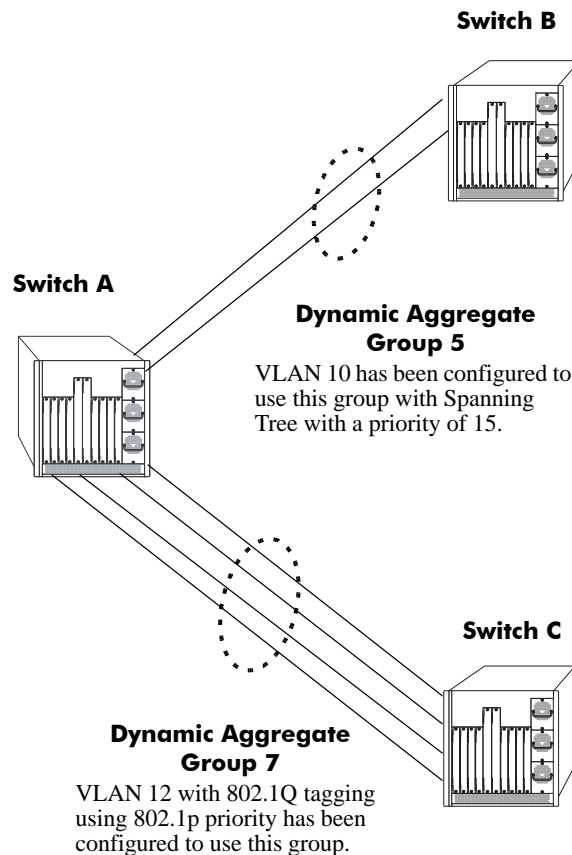 Switch B
Switch A
Dynamic Aggregate
Group 5
VLAN 10 has been configured to
use this group with Spanning
Tree with a priority of 15.
Switch C
Dynamic Aggregate
Group 7
VLAN 12 with 802.1Q tagging
using 802.1p priority has been
configured to use this group.